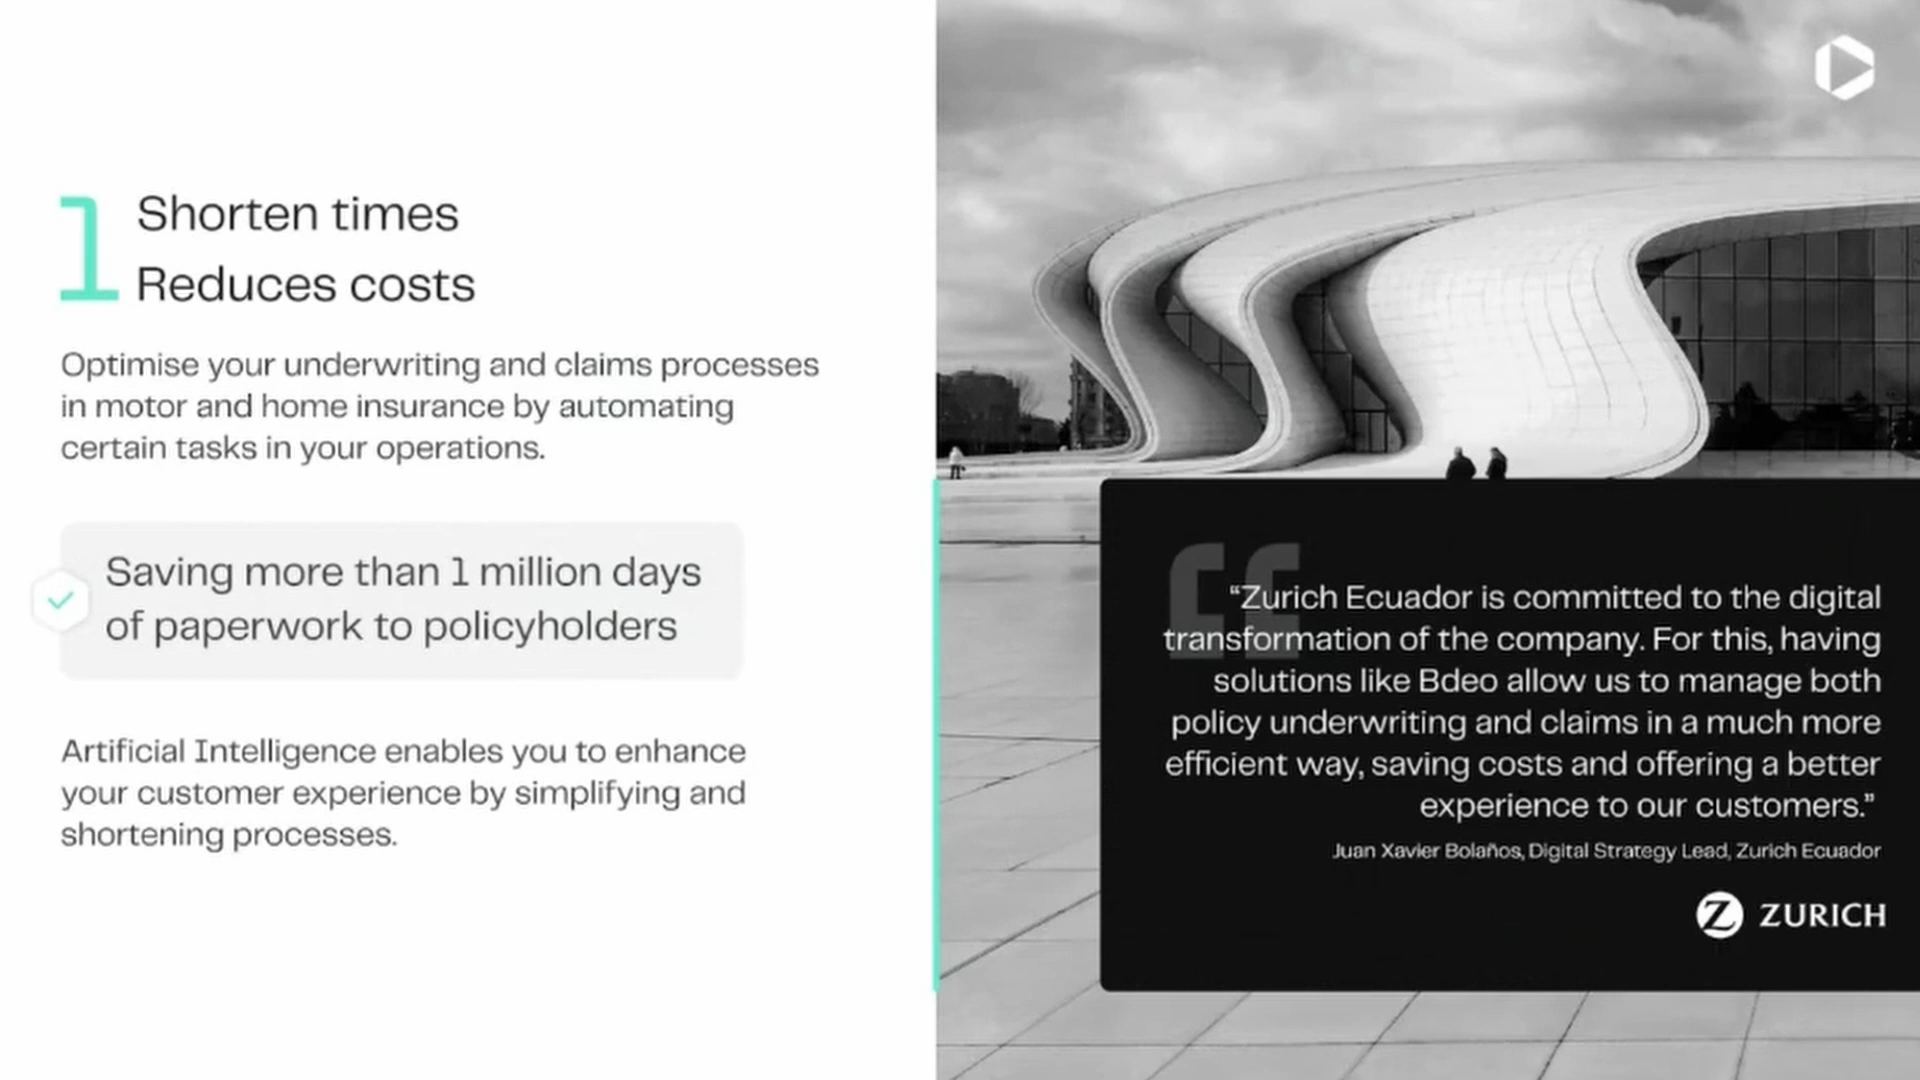 1
Shorten times
Reduces costs
Optimise your underwriting and claims processes
in motor and home insurance by automating
certain tasks in your operations.
Saving more than 1 million days
of paperwork to policyholders
Artificial Intelligence enables you to enhance
your customer experience by simplifying and
shortening processes.
“Zurich Ecuador is committed to the digital
transformation of the company. For this, having
solutions like Bdeo allow us to manage both
policy underwriting and claims in a much more
efficient way, saving costs and offering a better
experience to our customers.”
Juan Xavier Bolaños, Digital Strategy Lead, Zurich Ecuador
Z ZURICH